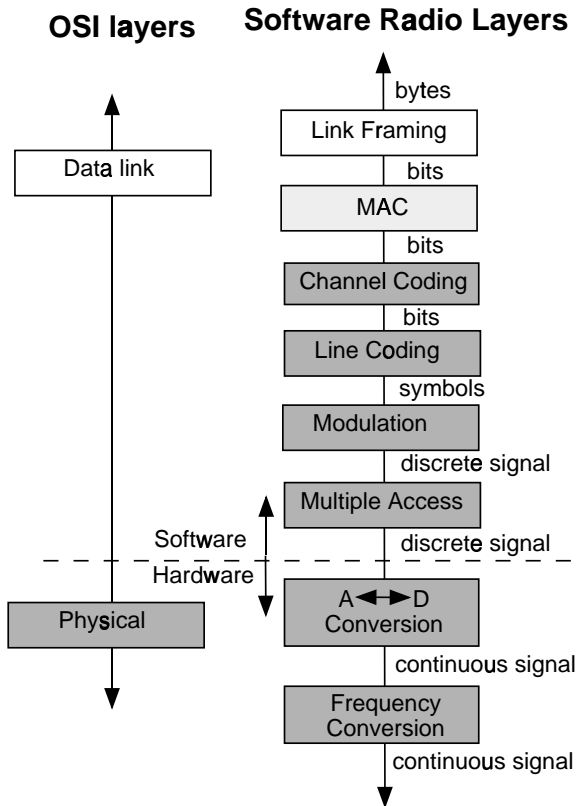 OSI layers
Software Radio Layers
bytes
Link Framing
Data link
bits
MAC
bits
Channel Coding
bits
Line Coding
symbols
Modulation
discrete signal
Multiple Access
Software
discrete signal
Hardware
A D
Conversion
Physical
continuous signal
Frequency
Conversion
continuous signal